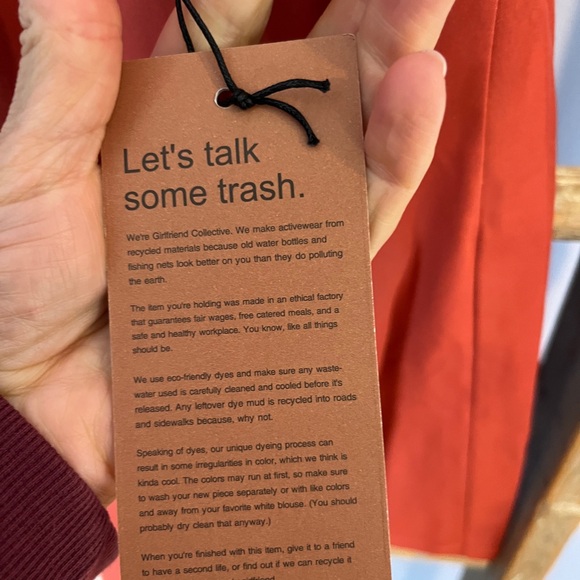 Let's talk
some trash.
We're Girlfriend Collective. We make activewear from
recycled materials because old water bottles and
fishing nets look better on you than they do polluting
the earth.
The item you're holding was made in an ethical factory
that guarantees fair wages, free catered meals, and a
safe and healthy workplace. You know, like all things
should be.
We use eco-friendly dyes and make sure any waste-
water used is carefully cleaned and cooled before it's
released. Any leftover dye mud is recycled into roads
and sidewalks because, why not.
Speaking of dyes, our unique dyeing process can
result in some irregularities in color, which we think is
kinda cool. The colors may run at first, so make sure
to wash your new piece separately or with like colors
and away from your favorite white blouse. (You should
probably dry clean that anyway.)
When you're finished with this item, give it to a friend
to have a second life, or find out if we can recycle it